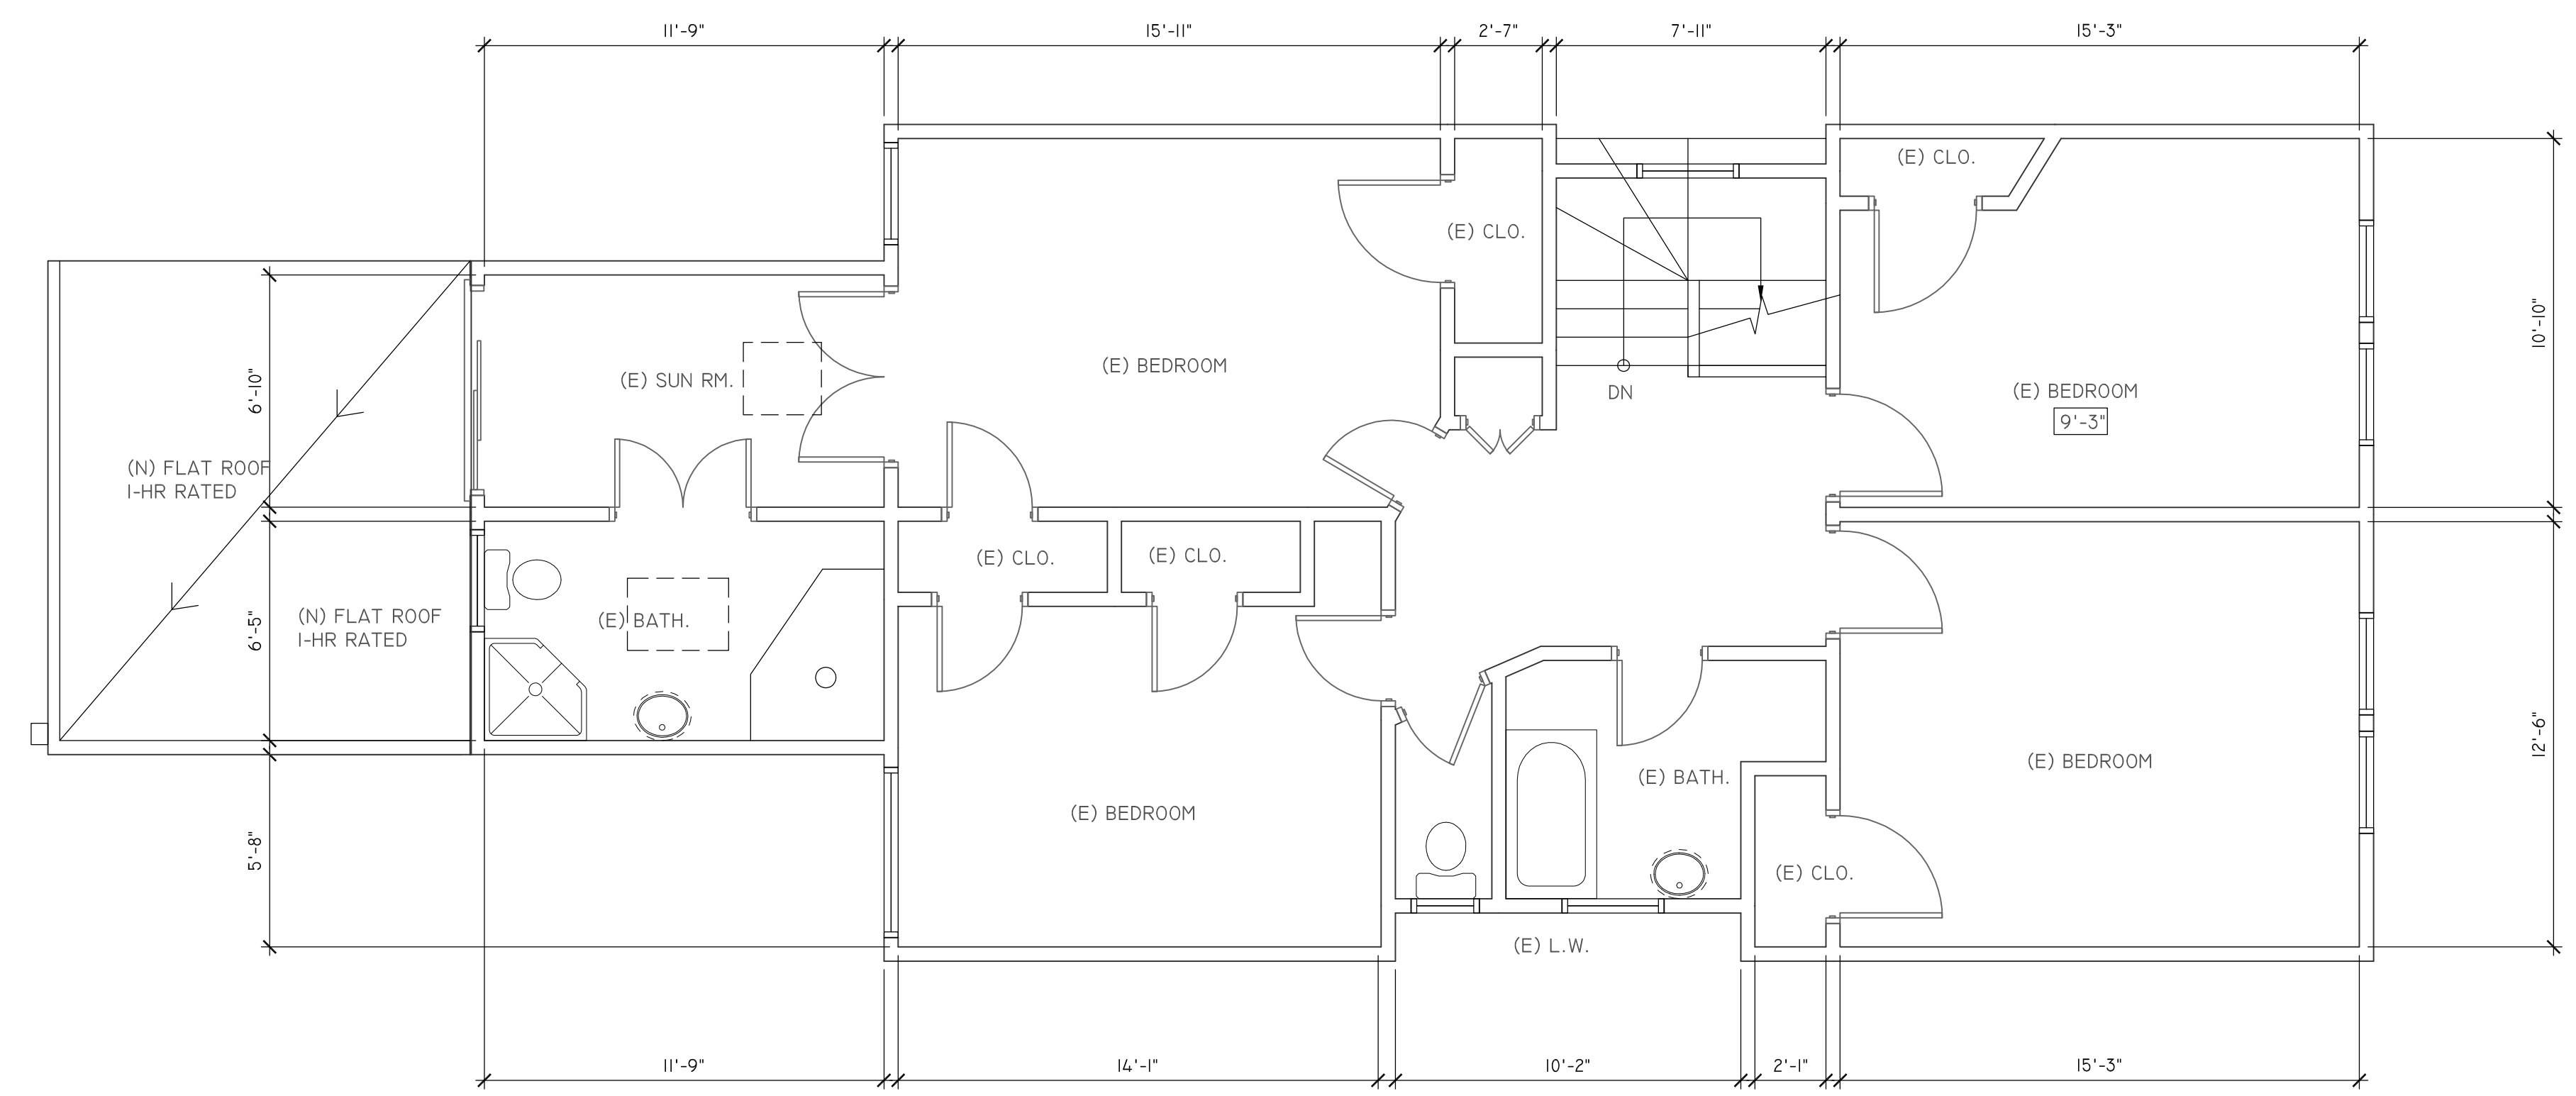 11'-9"
15'-11"
2'-7"
7'-11"
15'-3"
(E) CLO.
(E) CLO.
10'-10"
6'-10"
(E) SUN RM.
(E) BEDROOM
DN
(E) BEDROOM
9'-3"
(N) FLAT ROOF
1-HR RATED
(E) CLO.
(E) CLO.
6'-5"
(N) FLAT ROOF
1-HR RATED
(E) BATH.
12'-6"
(E) BATH.
(E) BEDROOM
5'-8"
(E) BEDROOM
(E) CLO.
(E) L.W.
11'-9"
14'-1"
10'-2"
2'-1"
15'-3"